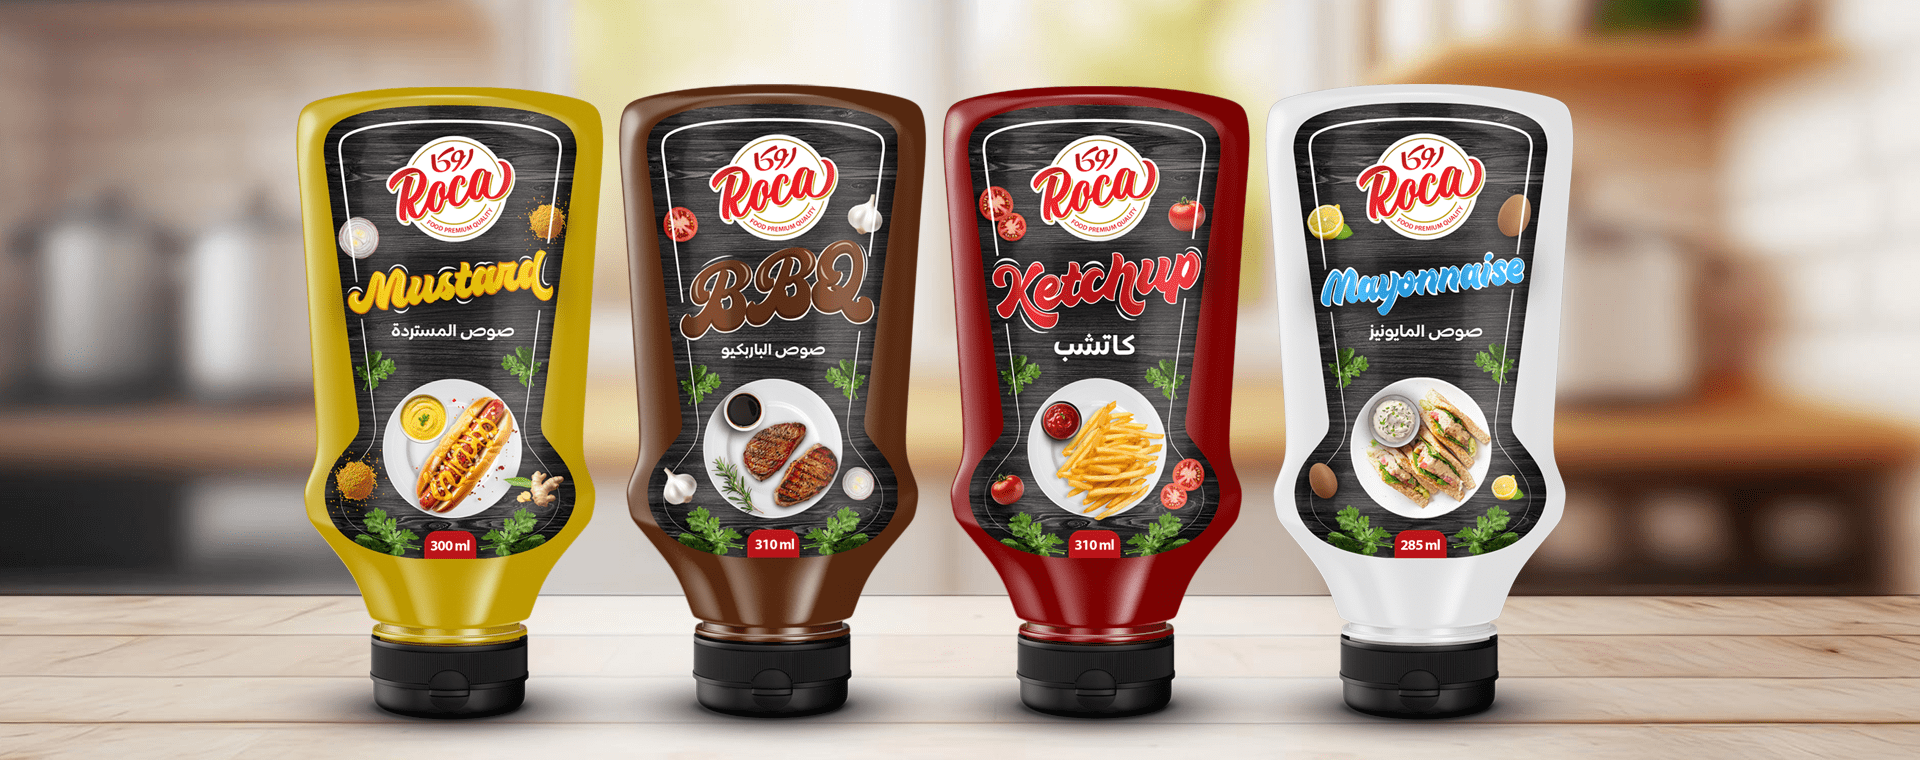 روكا
Roca
FOOD PREMIUM QUALITY
Mustard
صوص المستردة
300 ml
روكا
Roca
FOOD PREMIUM QUALITY
BBQ
صوص الباربكيو
310 ml
روكا
Roca
FOOD PREMIUM QUALITY
Ketchup
كاتشب
310 ml
روكا
Roca
FOOD PREMIUM QUALITY
Mayonnaise
صوص المايونيز
285 ml